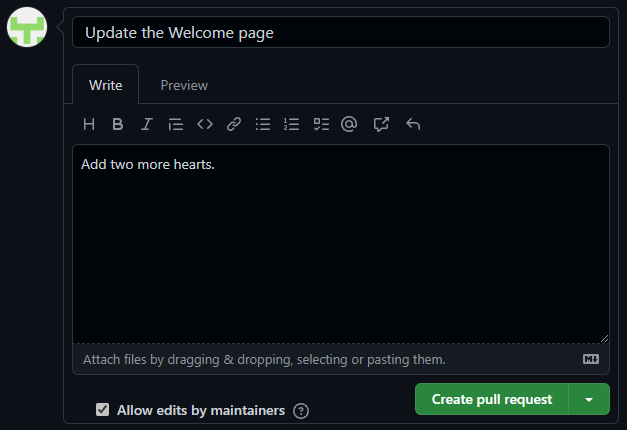 Update the Welcome page
Write Preview
Add two more hearts.
Attach files by dragging & dropping, selecting or pasting them.
Allow edits by maintainers
Create pull request